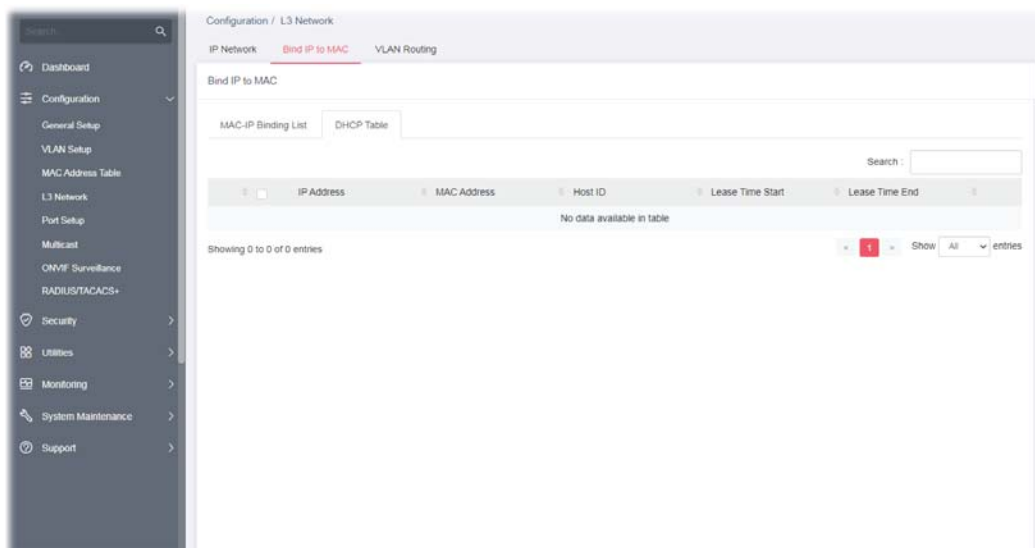 Search...
Configuration / L3 Network
IP Network Bind IP to MAC VLAN Routing
Dashboard
Bind IP to MAC
Configuration
General Setup
VLAN Setup
MAC Address Table
L3 Network
Port Setup
Multicast
ONVIF Surveillance
RADIUS/TACACS+
Security
Utilities
Monitoring
System Maintenance
Support
MAC-IP Binding List DHCP Table
Search :
IP Address MAC Address Host ID Lease Time Start Lease Time End
No data available in table
Showing 0 to 0 of 0 entries
« 1 » Show All entries